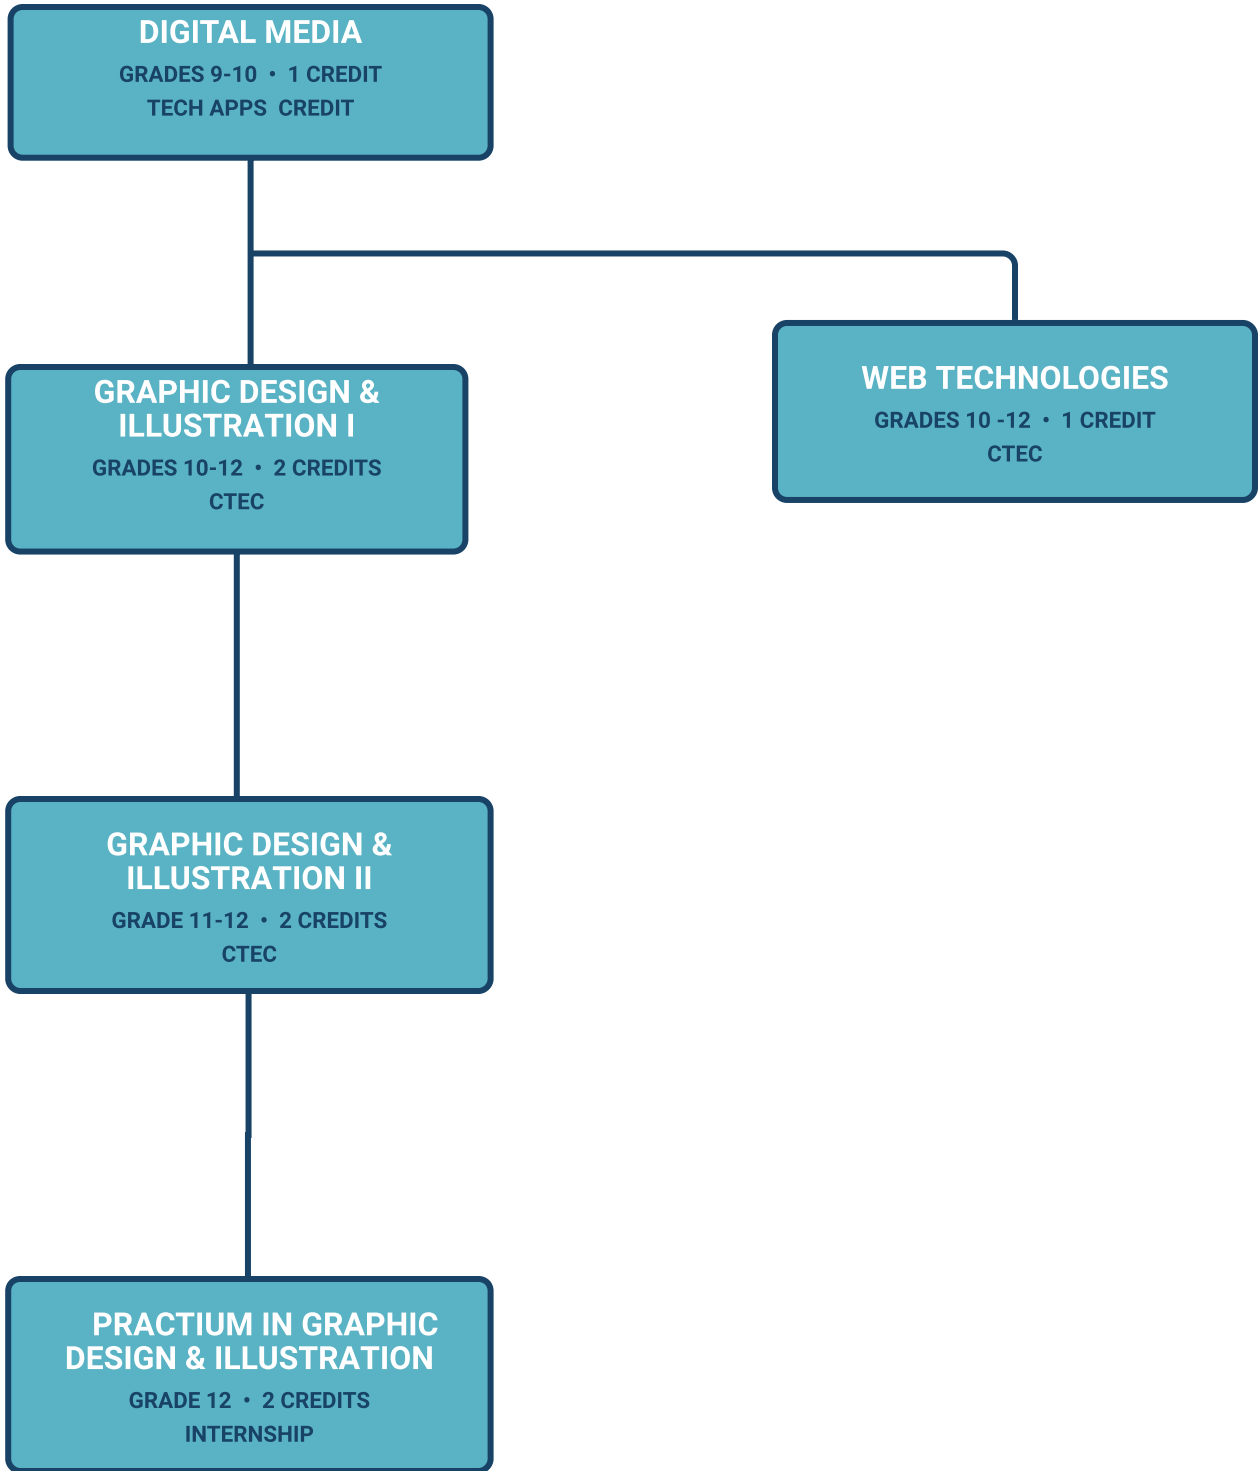 DIGITAL MEDIA
GRADES 9-10 • 1 CREDIT
TECH APPS CREDIT
GRAPHIC DESIGN &
ILLUSTRATION I
GRADES 10-12 • 2 CREDITS
CTEC
WEB TECHNOLOGIES
GRADES 10 -12 • 1 CREDIT
CTEC
GRAPHIC DESIGN &
ILLUSTRATION II
GRADE 11-12 • 2 CREDITS
CTEC
PRACTIUM IN GRAPHIC
DESIGN & ILLUSTRATION
GRADE 12 • 2 CREDITS
INTERNSHIP